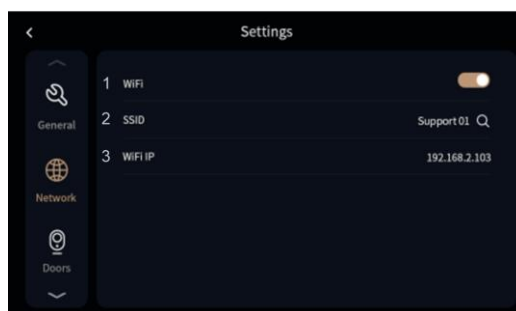 Settings
General
Network
Doors
1 WiFi
2 SSID Support 01
3 WiFi IP 192.168.2.103